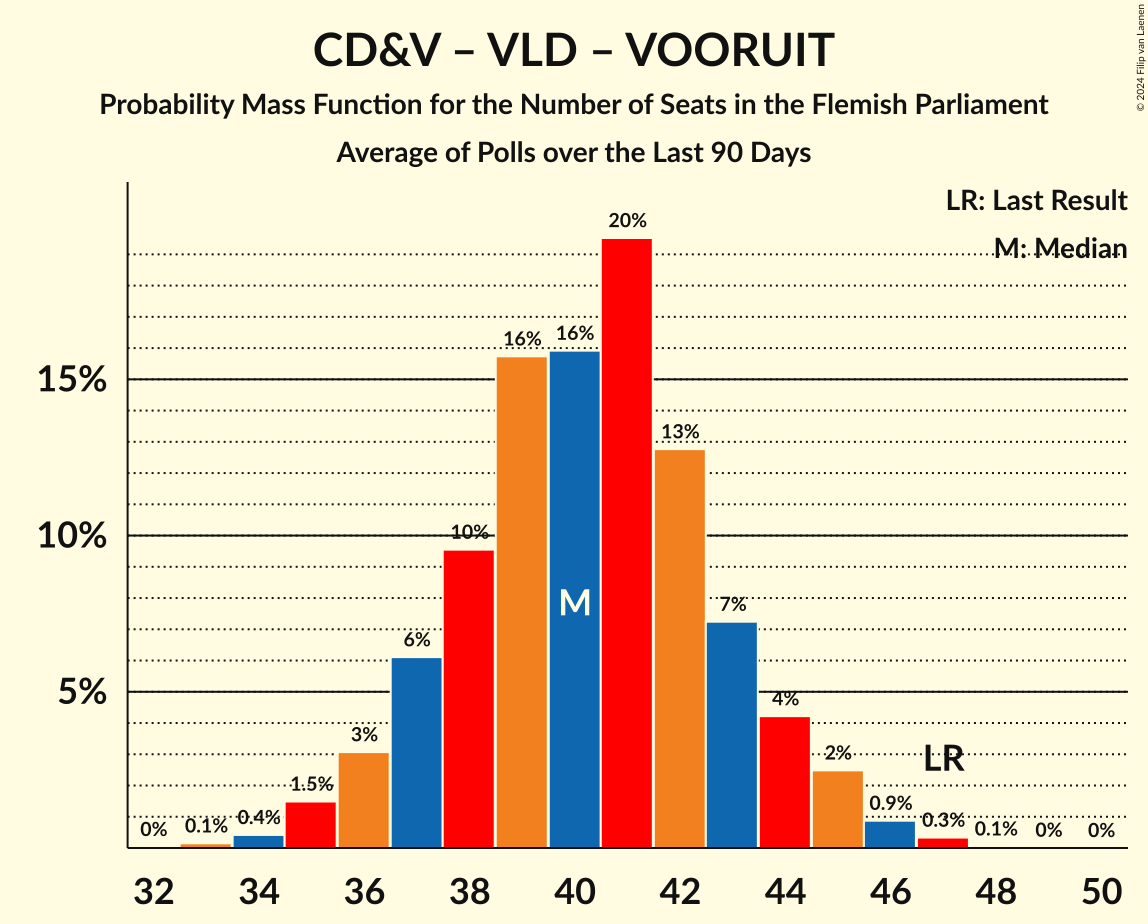 CD&V – VLD – VOORUIT
Probability Mass Function for the Number of Seats in the Flemish Parliament
Average of Polls over the Last 90 Days
© 2024 Filip van Laenen
LR: Last Result
M: Median
20%
16%
16%
15%
13%
10%
10%
7%
M
6%
5%
4%
3%
2%
LR
1.5%
0.9%
0.3%
0.4%
0.1%
0%
0.1%
0%
0%
32 34 36 38 40 42 44 46 48 50